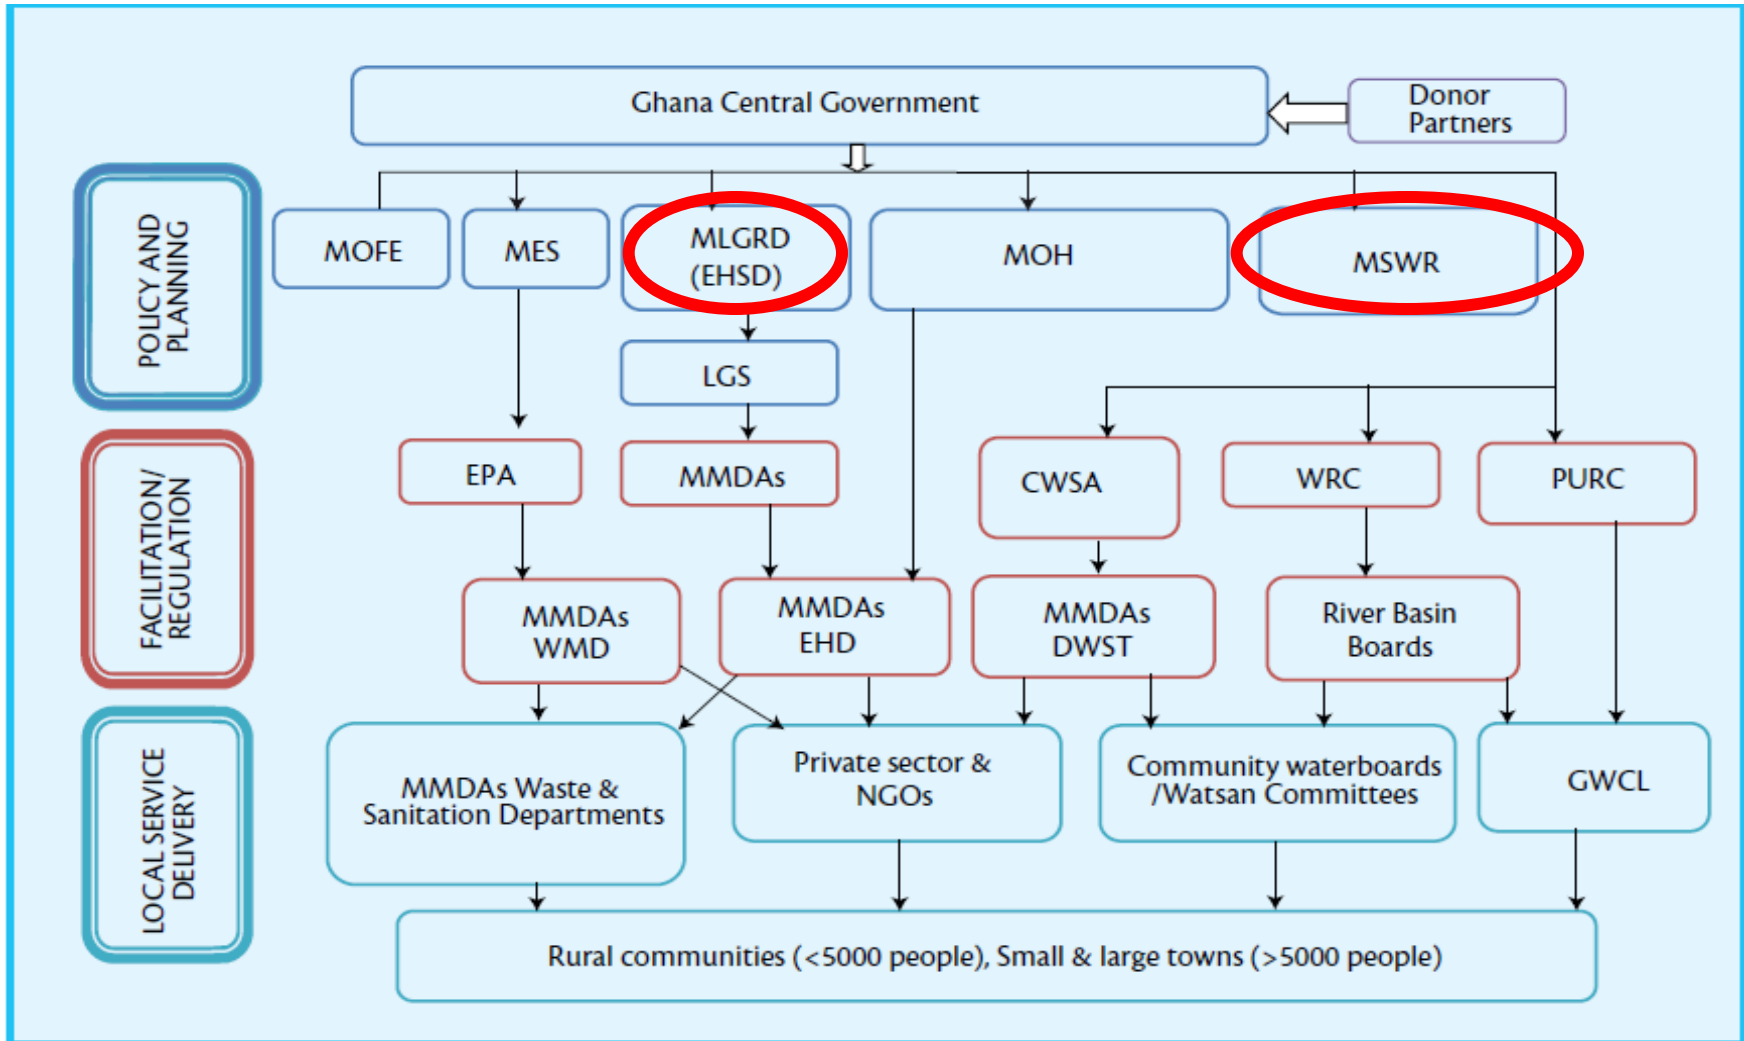 Ghana Central Government
Donor
Partners
POLICY AND
PLANNING
MOFE
MES
MLGRD
(EHSD)
MOH
MSWR
LGS
FACILITATION/
REGULATION
EPA
MMDAs
CWSA
WRC
PURC
MMDAs
WMD
MMDAs
EHD
MMDAs
DWST
River Basin
Boards
LOCAL SERVICE
DELIVERY
MMDAs Waste &
Sanitation Departments
Private sector &
NGOs
Community waterboards
/Watsan Committees
GWCL
Rural communities (<5000 people), Small & large towns (>5000 people)